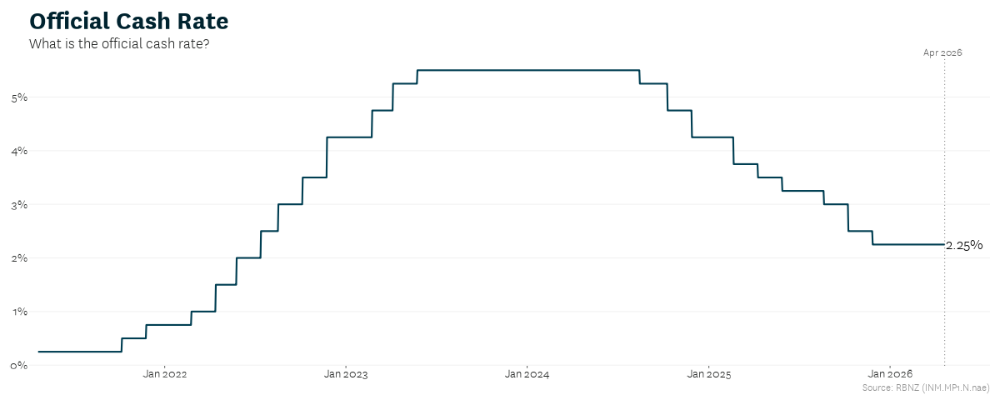 Official Cash Rate
What is the official cash rate?
Apr 2026
5%
4%
3%
2.25%
2%
1%
0%
Jan 2022
Jan 2023
Jan 2024
Jan 2025
Jan 2026
Source: RBNZ (INM.MP1.N.nae)